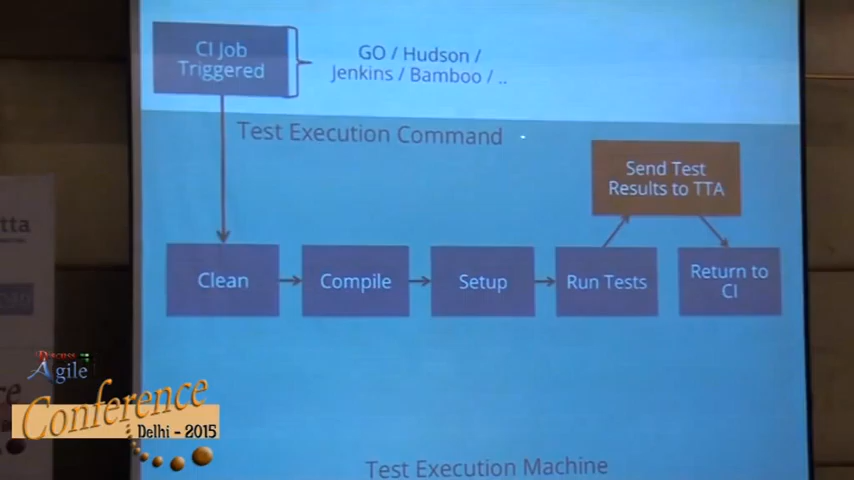 CI Job
Triggered
GO / Hudson /
Jenkins / Bamboo / ..
Test Execution Command
Send Test
Results to TTA
Clean
Compile
Setup
Run Tests
Return to
CI
Test Execution Machine
tta
Discuss
Agile
Conference
Delhi - 2015